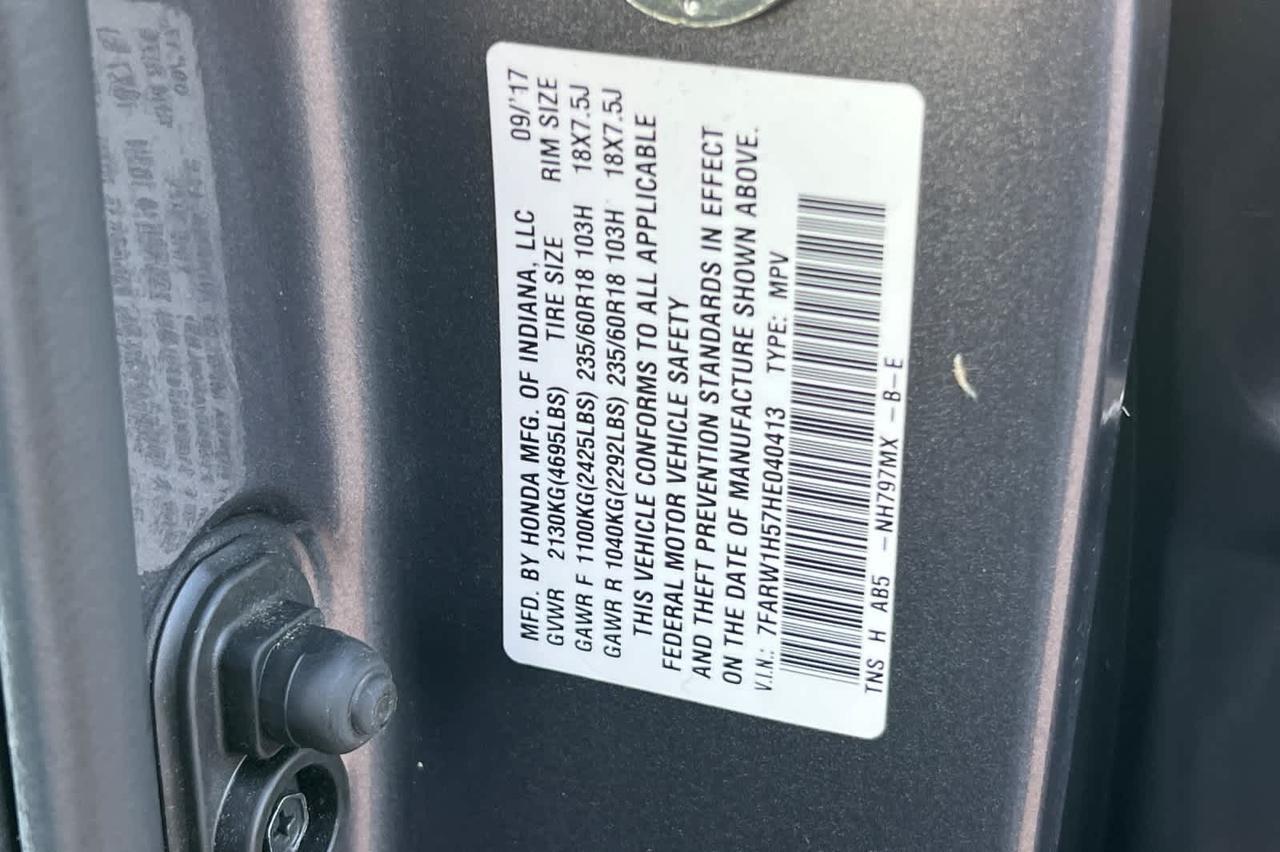 MFD. BY HONDA MFG. OF INDIANA, LLC 09/'17
GVWR 2130KG(4695LBS) TIRE SIZE RIM SIZE
GAWR F 1100KG(2425LBS) 235/60R18 103H 18X7.5J
GAWR R 1040KG(2292LBS) 235/60R18 103H 18X7.5J
THIS VEHICLE CONFORMS TO ALL APPLICABLE
FEDERAL MOTOR VEHICLE SAFETY
AND THEFT PREVENTION STANDARDS IN EFFECT
ON THE DATE OF MANUFACTURE SHOWN ABOVE.
V.I.N.: 7FARW1H57HE040413 TYPE: MPV
TNS H AB5 -NH797MX -B-E